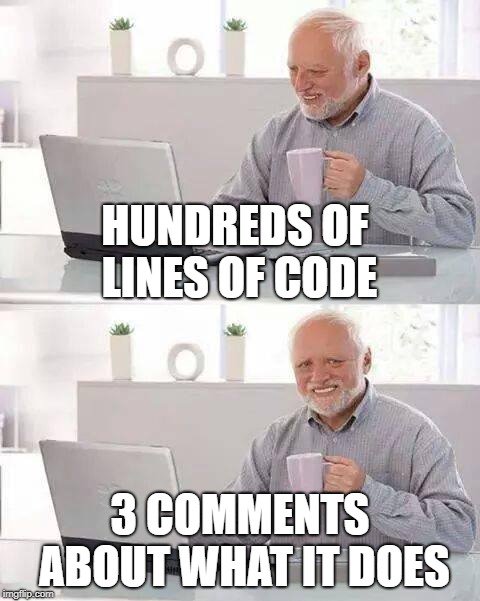 HUNDREDS OF
LINES OF CODE
3 COMMENTS
ABOUT WHAT IT DOES
imgflip.com